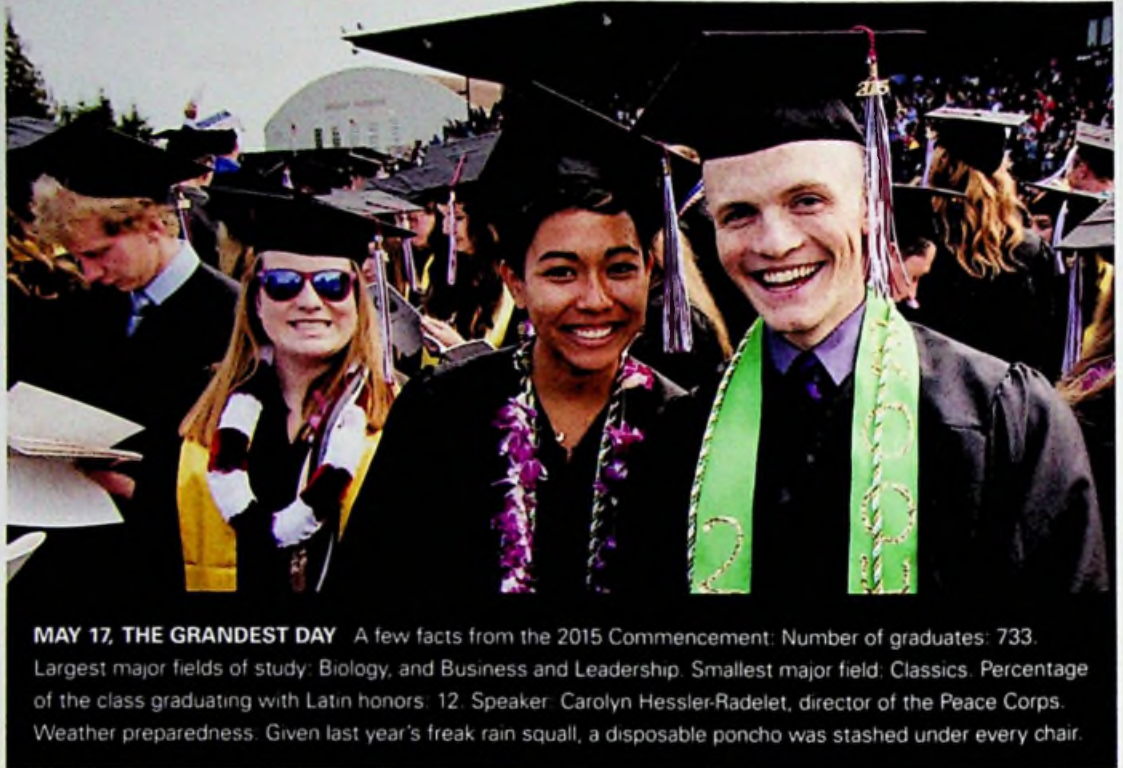 2015
2
MAY 17, THE GRANDEST DAY A few facts from the 2015 Commencement: Number of graduates: 733.
Largest major fields of study: Biology, and Business and Leadership. Smallest major field: Classics. Percentage
of the class graduating with Latin honors: 12. Speaker: Carolyn Hessler-Radelet, director of the Peace Corps.
Weather preparedness: Given last year's freak rain squall, a disposable poncho was stashed under every chair.